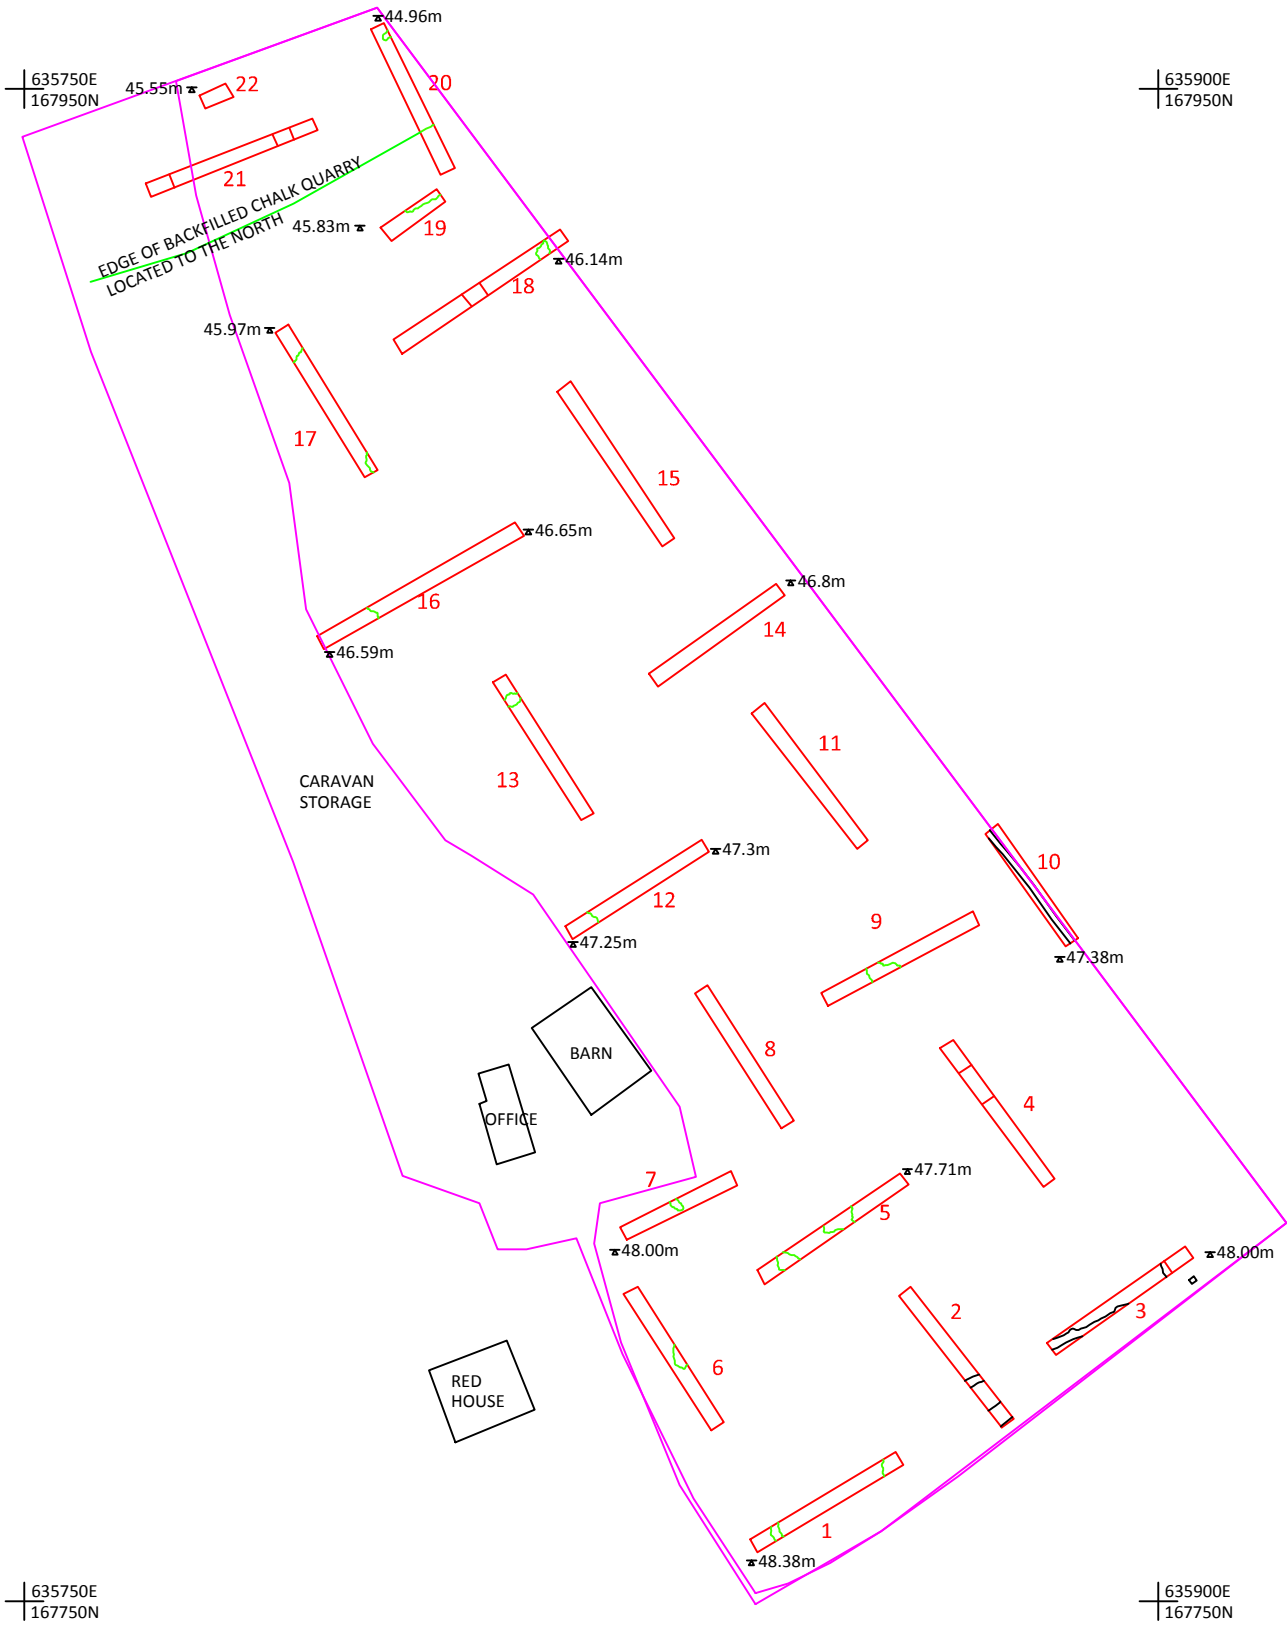 44.96m
635750E
167950N
45.55m
22
20
635900E
167950N
21
EDGE OF BACKFILLED CHALK QUARRY
LOCATED TO THE NORTH
45.83m
19
46.14m
18
45.97m
17
15
46.65m
16
46.59m
46.8m
14
11
13
CARAVAN
STORAGE
47.3m
12
47.25m
10
9
47.38m
8
BARN
OFFICE
4
7
47.71m
5
48.00m
48.00m
2
3
6
RED
HOUSE
1
48.38m
635750E
167750N
635900E
167750N